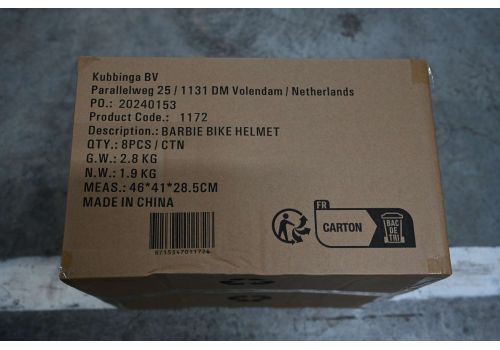 Kubbinga BV
Parallelweg 25 / 1131 DM Volendam / Netherlands
PO.: 20240153
Product Code.: 1172
Description.: BARBIE BIKE HELMET
QTY.: 8PCS / CTN
G.W.: 2.8 KG
N.W.: 1.9 KG
MEAS.: 46*41*28.5CM
MADE IN CHINA
FR
CARTON
BAC
DE
TRI